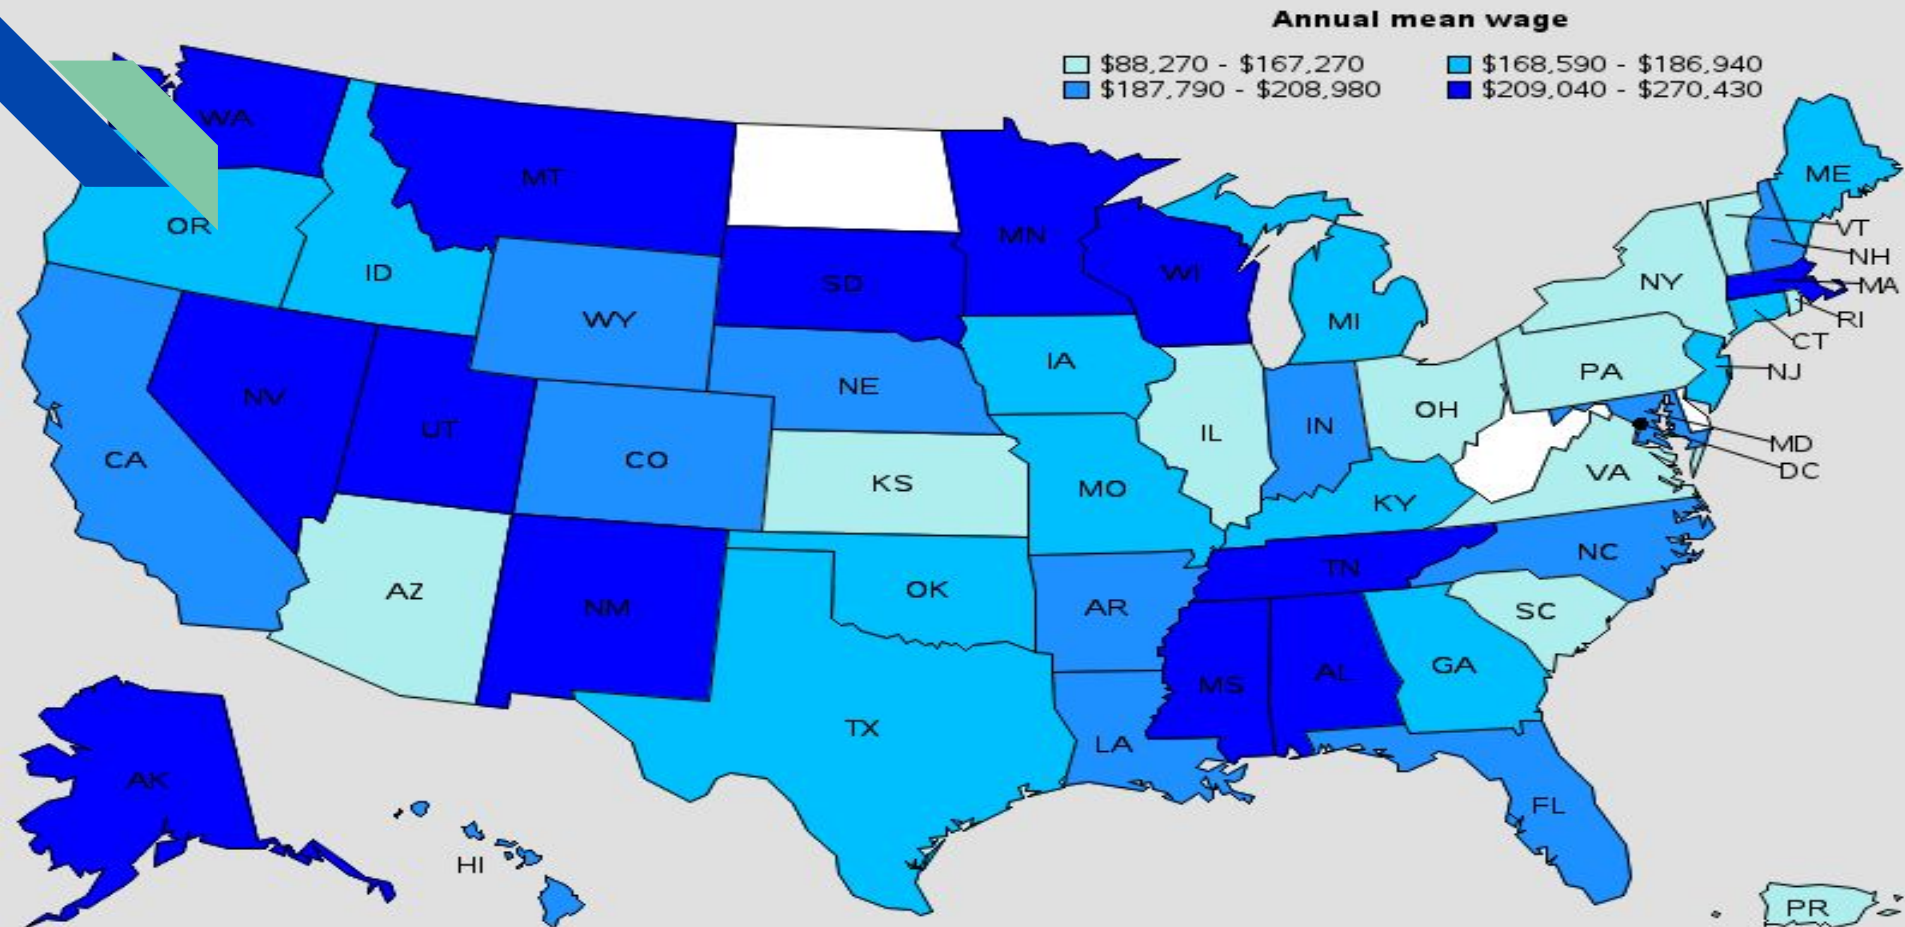 Annual mean wage
$88,270 - $167,270 $168,590 - $186,940
$187,790 - $208,980 $209,040 - $270,430
WA
MT
ME
OR
MN
VT
ID
SD
WI
NH
NY
MA
WY
MI
RI
IA
CT
NE
PA
NJ
NV
UT
OH
IL
IN
MD
CA
CO
KS
MO
KY
VA
DC
NC
AZ
NM
OK
AR
TN
SC
MS
AL
GA
TX
LA
AK
FL
HI
PR